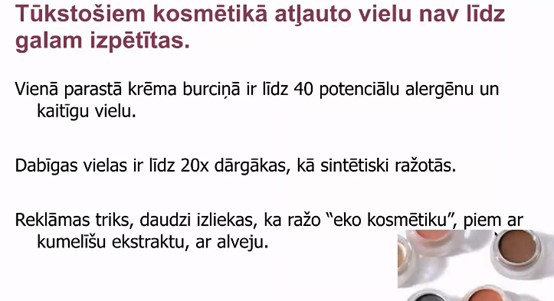 Tūkstošiem kosmētikā atļauto vielu nav līdz
galam izpētītas.
Vienā parastā krēma burciņā ir līdz 40 potenciālu alergēnu un
kaitīgu vielu.
Dabīgas vielas ir līdz 20x dārgākas, kā sintētiski ražotās.
Reklāmas triks, daudzi izliekas, ka ražo “eko kosmētiku”, piem ar
kumelīšu ekstraktu, ar alveju.